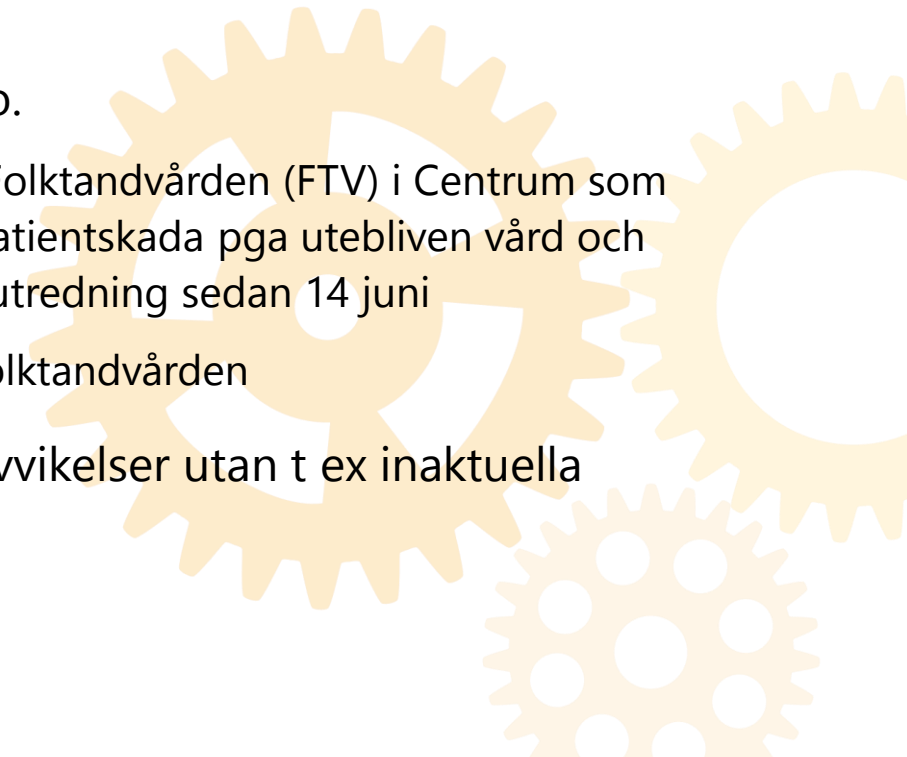 o.
olktandvården (FTV) i Centrum som
atientskada pga utebliven vård och
utredning sedan 14 juni
olktandvården
vvikelser utan t ex inaktuella